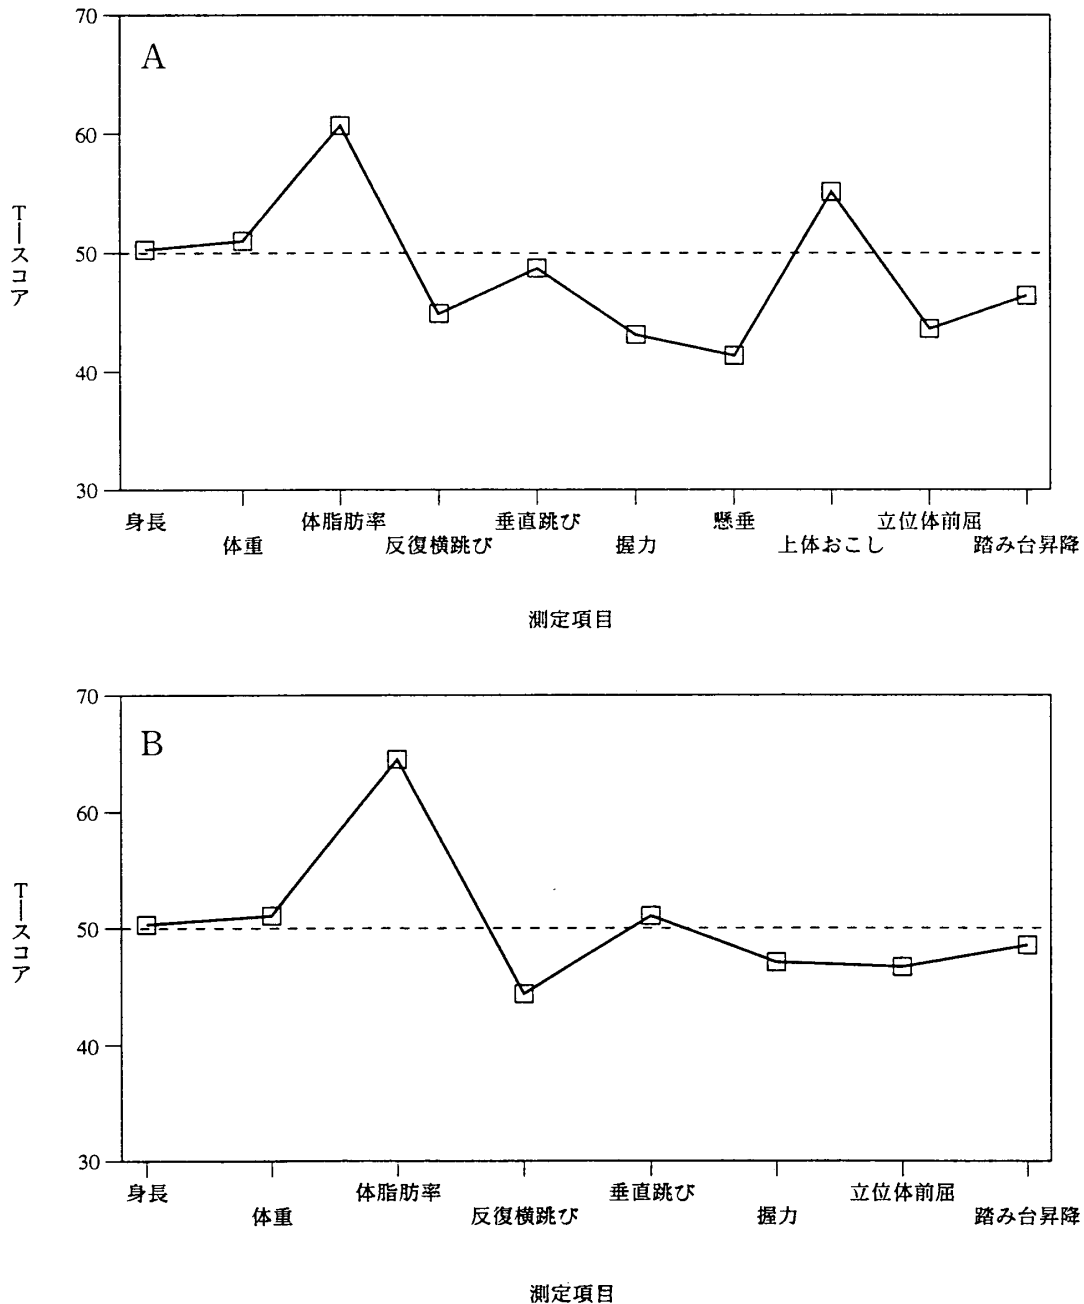 70
A
60
50
40
30
Tースコア
身長
体脂肪率
垂直跳び
懸垂
立位体前屈
体重
反復横跳び
握力
上体おこし
踏み台昇降
測定項目
70
B
60
50
40
30
Tースコア
身長
体脂肪率
垂直跳び
立位体前屈
体重
反復横跳び
握力
踏み台昇降
測定項目